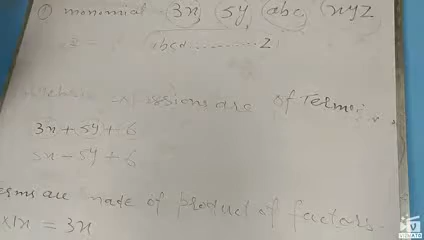 ① monomial 3x, 5y, abc, xyz
abcd..........z
expressions are of terms
3x + 5y + 6
5x - 5y + 6
terms are made of product of factors.
x1x = 3x